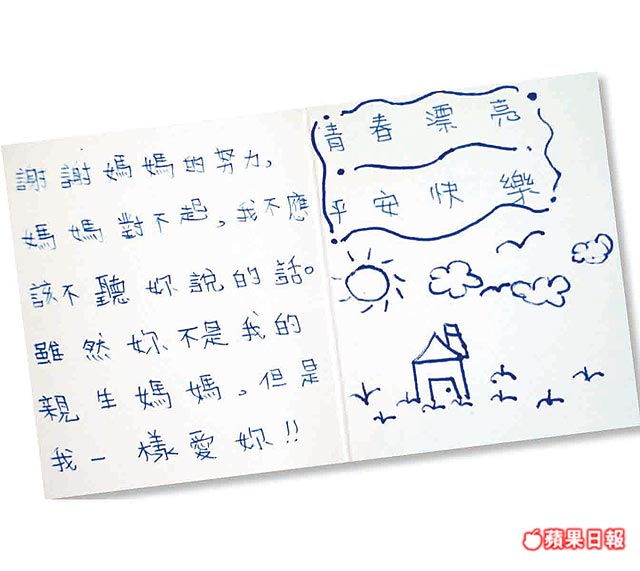 謝謝媽媽的努力,
媽媽對不起,我不應
該不聽妳說的話。
雖然妳不是我的
親生媽媽,但是
我一樣愛妳!!
青春漂亮
平安快樂
蘋果日報